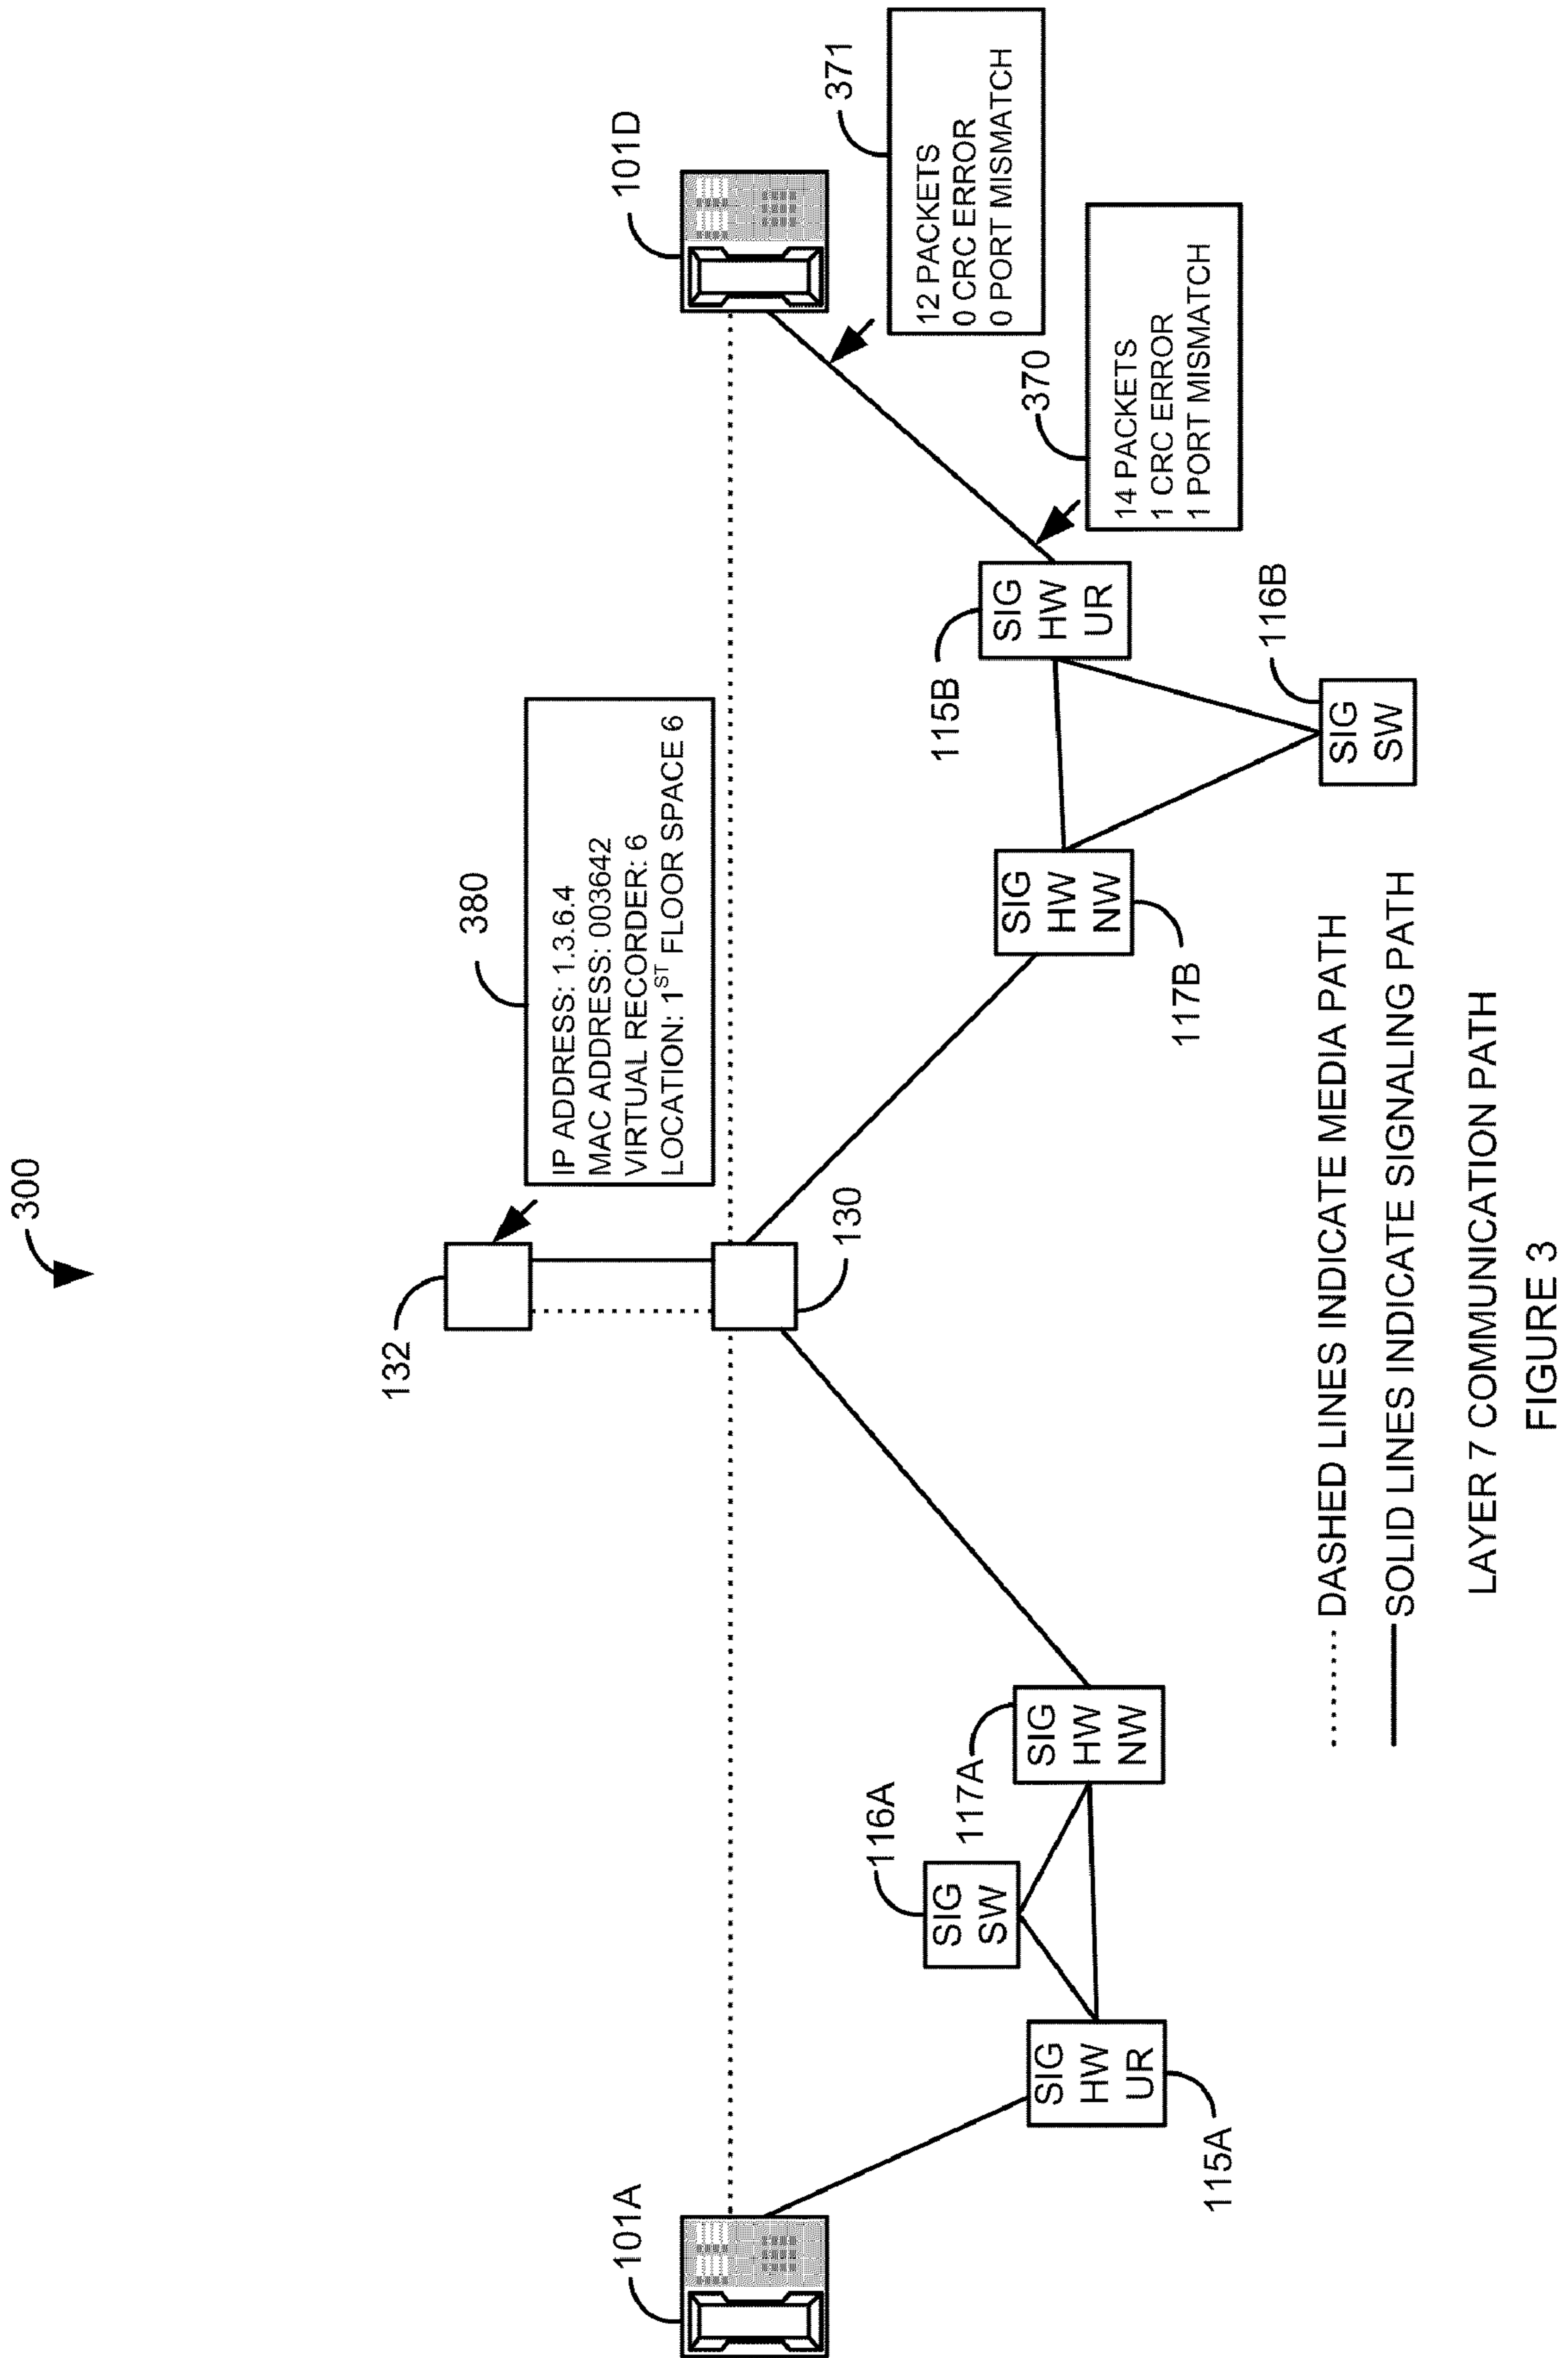 300
132
380
IP ADDRESS: 1.3.6.4
MAC ADDRESS: 003642
VIRTUAL RECORDER: 6
LOCATION: 1ST FLOOR SPACE 6
101A
130
101D
371
12 PACKETS
0 CRC ERROR
0 PORT MISMATCH
370
14 PACKETS
1 CRC ERROR
1 PORT MISMATCH
116A
SIG
SW
117A
SIG
HW
NW
115A
SIG
HW
UR
115B
SIG
HW
UR
117B
SIG
HW
NW
116B
SIG
SW
DASHED LINES INDICATE MEDIA PATH
SOLID LINES INDICATE SIGNALING PATH
LAYER 7 COMMUNICATION PATH
FIGURE 3